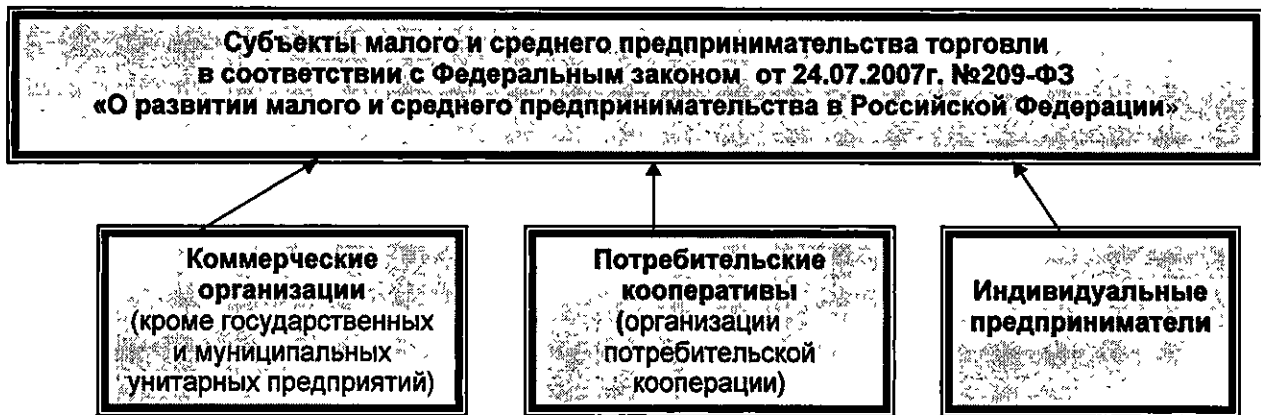 Субъекты малого и среднего предпринимательства торговли
в соответствии с Федеральным законом от 24.07.2007г. №209-ФЗ
«О развитии малого и среднего предпринимательства в Российской Федерации»
Коммерческие
организации
(кроме государственных
и муниципальных
унитарных предприятий)
Потребительские
кооперативы
(организации
потребительской
кооперации)
Индивидуальные
предприниматели